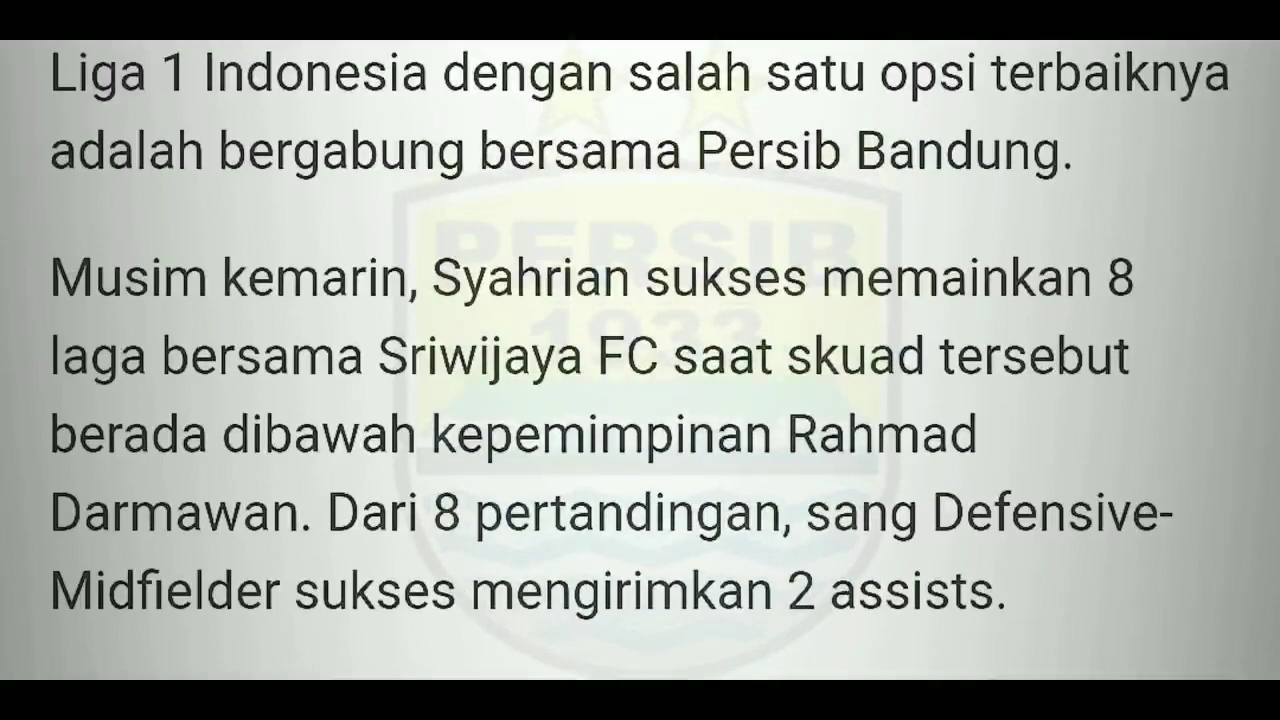 Liga 1 Indonesia dengan salah satu opsi terbaiknya
adalah bergabung bersama Persib Bandung.
PERSIB
1933
Musim kemarin, Syahrian sukses memainkan 8
laga bersama Sriwijaya FC saat skuad tersebut
berada dibawah kepemimpinan Rahmad
Darmawan. Dari 8 pertandingan, sang Defensive-
Midfielder sukses mengirimkan 2 assists.